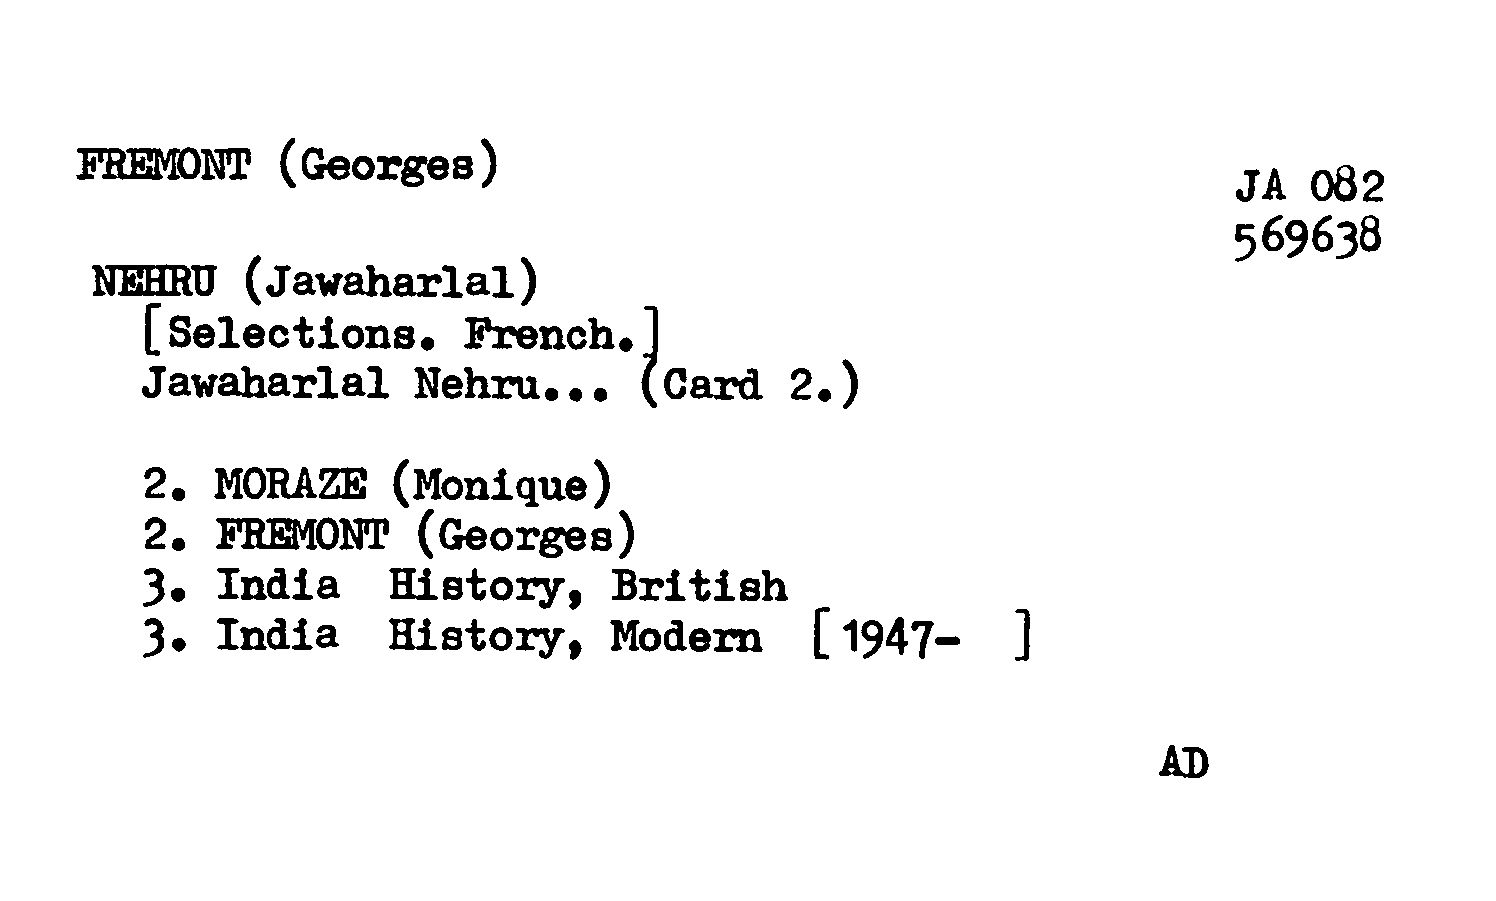 FREMONT (Georges)
JA 082
569638
NEHRU (Jawaharlal)
[Selections. French.]
Jawaharlal Nehru... (Card 2.)
2. MORAZE (Monique)
2. FREMONT (Georges)
3. India  History, British
3. India  History, Modern  [1947-  ]
AD